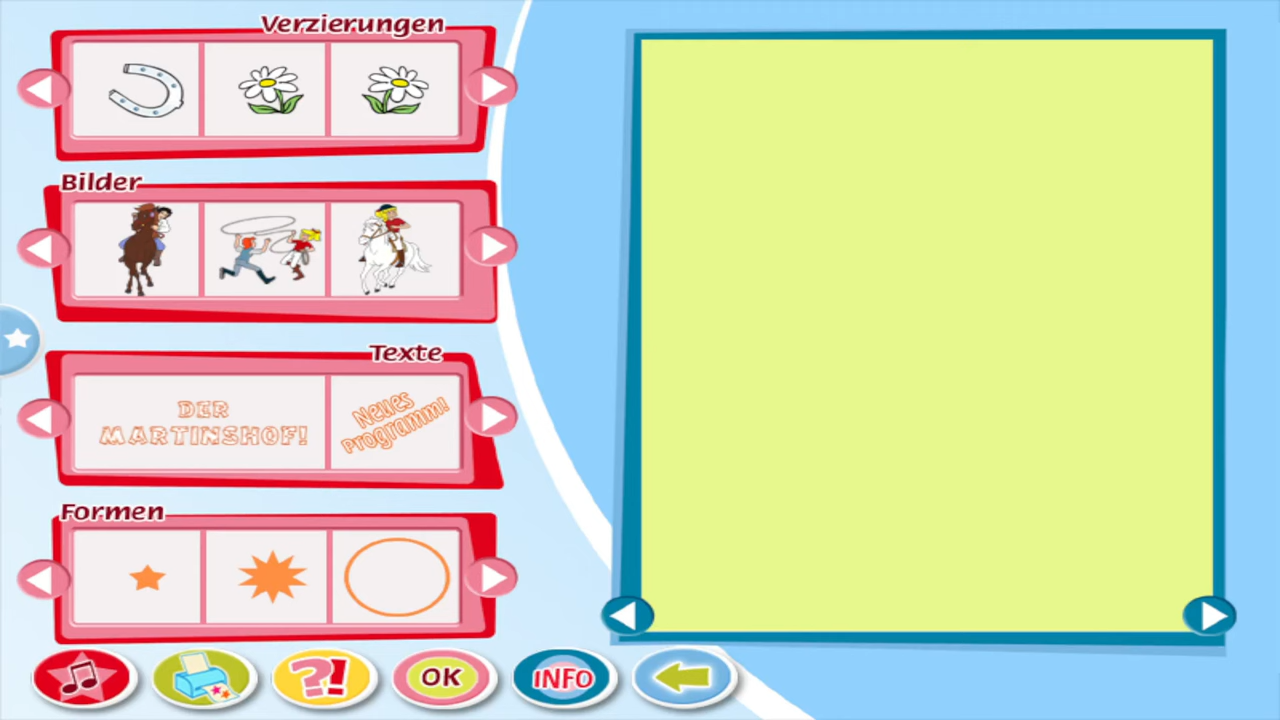 Verzierungen
Bilder
Texte
DER
MARTINSHOF!
Neues
Programm!
Formen
?!
OK
INFO